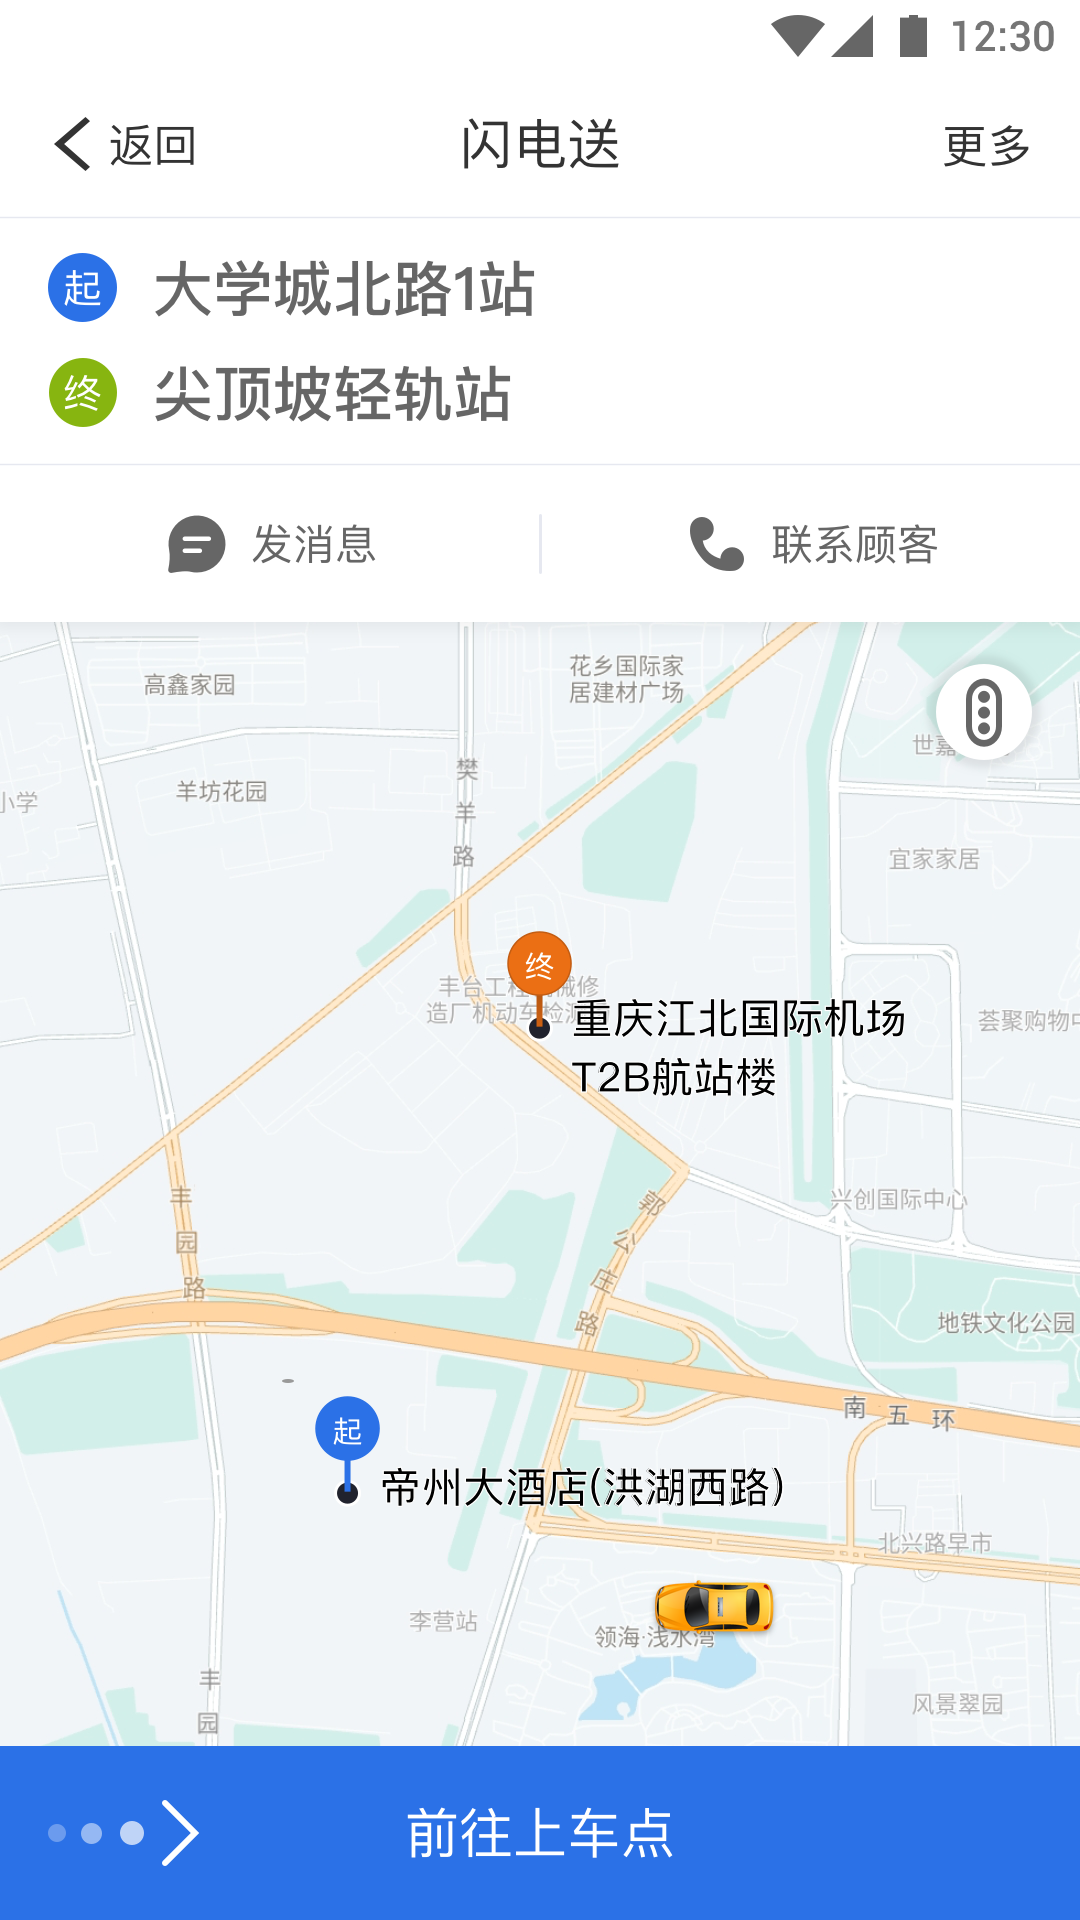 12:30
返回
闪电送
更多
起 大学城北路1站
终 尖顶坡轻轨站
发消息
联系顾客
高鑫家园
花乡国际家
居建材广场
世嘉
羊坊花园
小学
樊羊路
宜家家居
终
丰台工程机械修
造厂机动车检测
重庆江北国际机场
T2B航站楼
荟聚购物中
丰园路
郭公庄路
兴创国际中心
地铁文化公园
南五环
起
帝州大酒店(洪湖西路)
北兴路早市
李营站
领海·浅水湾
丰园
风景翠园
前往上车点